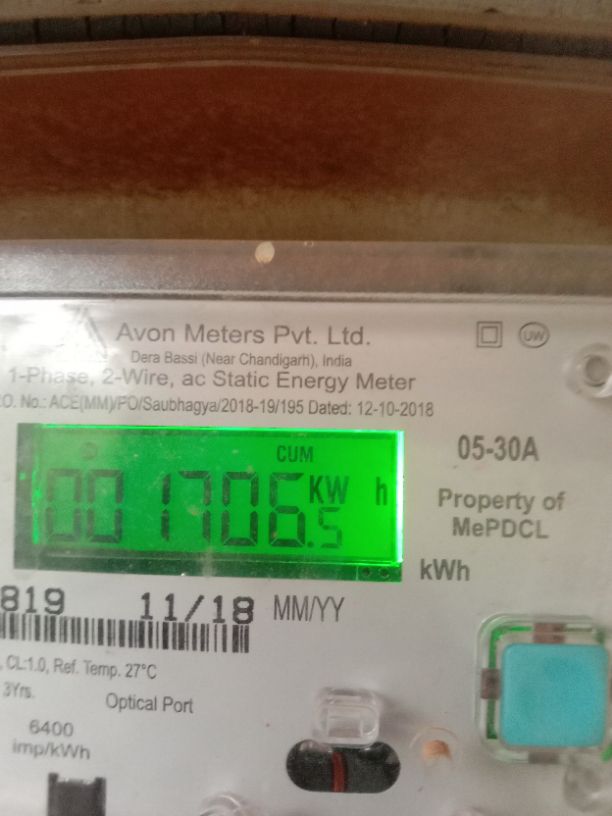 Avon Meters Pvt. Ltd.
UW
Dera Bassi (Near Chandigarh), India
1-Phase, 2-Wire, ac Static Energy Meter
.O. No.: ACE(MM)/PO/Saubhagya/2018-19/195 Dated: 12-10-2018
CUM
001706.5 KW h
05-30A
Property of
MePDCL
kWh
819 11/18 MM/YY
, CL:1.0, Ref. Temp. 27°C
3Yrs.
Optical Port
6400
imp/kWh